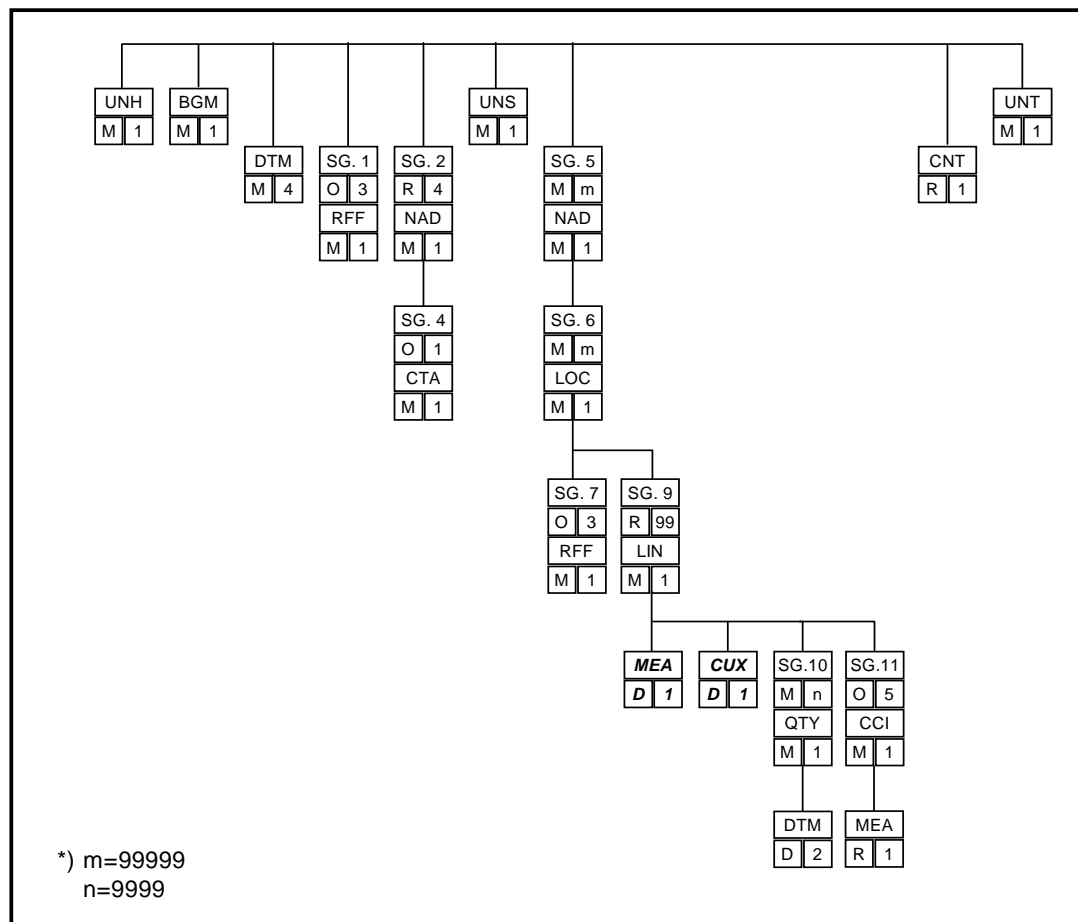 UNH BGM UNS UNT
M 1 M 1 M 1 M 1
DTM SG. 1 SG. 2 SG. 5 CNT
M 4 O 3 R 4 M m R 1
RFF NAD NAD
M 1 M 1 M 1
SG. 4 SG. 6
O 1 M m
CTA LOC
M 1 M 1
SG. 7 SG. 9
O 3 R 99
RFF LIN
M 1 M 1
MEA CUX SG.10 SG.11
D 1 D 1 M n O 5
QTY CCI
M 1 M 1
DTM MEA
D 2 R 1
*) m=99999
n=9999